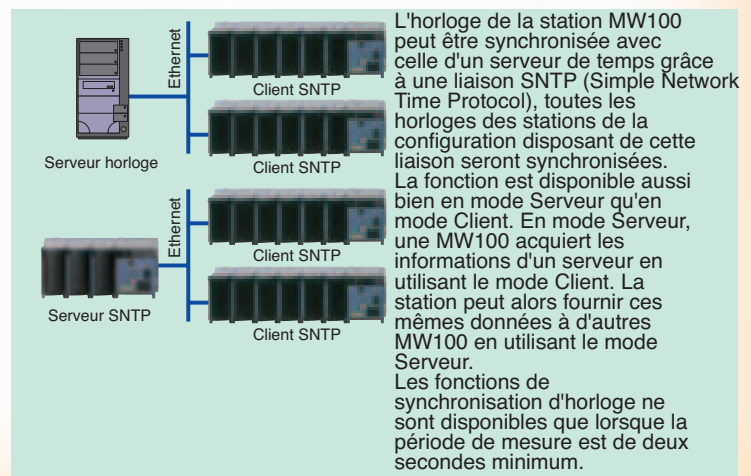 Ethernet
Client SNTP
Client SNTP
Serveur horloge
Ethernet
Client SNTP
Client SNTP
Serveur SNTP
L'horloge de la station MW100
peut être synchronisée avec
celle d'un serveur de temps grâce
à une liaison SNTP (Simple Network
Time Protocol), toutes les
horloges des stations de la
configuration disposant de cette
liaison seront synchronisées.
La fonction est disponible aussi
bien en mode Serveur qu'en
mode Client. En mode Serveur,
une MW100 acquiert les
informations d'un serveur en
utilisant le mode Client. La
station peut alors fournir ces
mêmes données à d'autres
MW100 en utilisant le mode
Serveur.
Les fonctions de
synchronisation d'horloge ne
sont disponibles que lorsque la
période de mesure est de deux
secondes minimum.